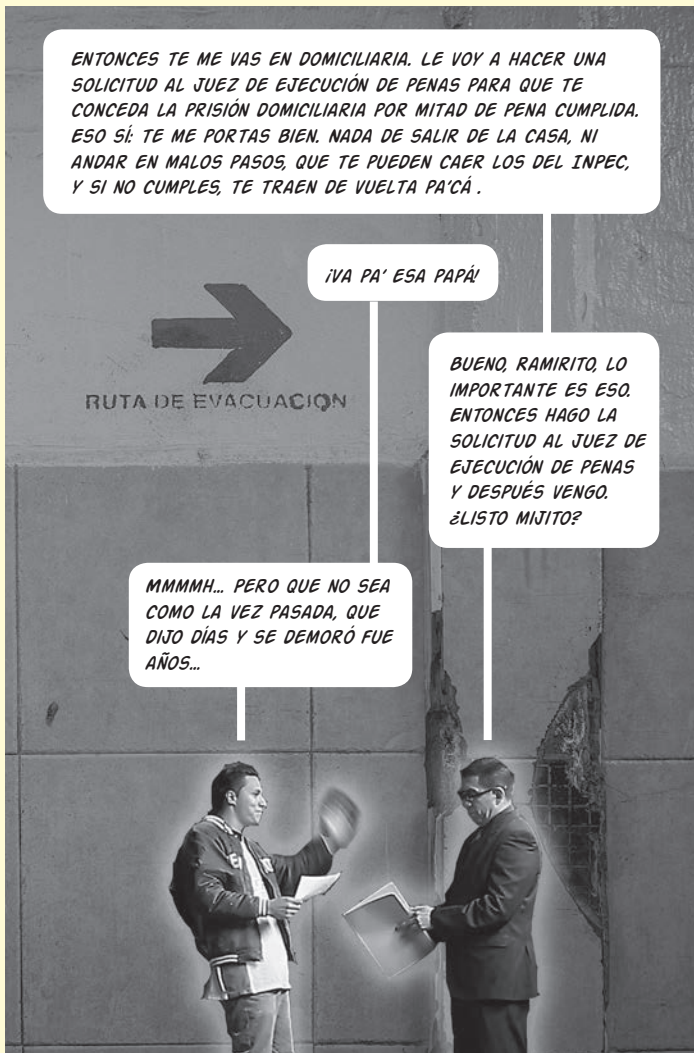 ENTONCES TE ME VAS EN DOMICILIARIA. LE VOY A HACER UNA
SOLICITUD AL JUEZ DE EJECUCIÓN DE PENAS PARA QUE TE
CONCEDA LA PRISIÓN DOMICILIARIA POR MITAD DE PENA CUMPLIDA.
ESO SÍ: TE ME PORTAS BIEN. NADA DE SALIR DE LA CASA, NI
ANDAR EN MALOS PASOS, QUE TE PUEDEN CAER LOS DEL INPEC,
Y SI NO CUMPLES, TE TRAEN DE VUELTA PA'CÁ .
¡VA PA' ESA PAPÁ!
RUTA DE EVACUACION
BUENO, RAMIRITO, LO
IMPORTANTE ES ESO.
ENTONCES HAGO LA
SOLICITUD AL JUEZ DE
EJECUCIÓN DE PENAS
Y DESPUÉS VENGO.
¿LISTO MIJITO?
MMMMH... PERO QUE NO SEA
COMO LA VEZ PASADA, QUE
DIJO DÍAS Y SE DEMORÓ FUE
AÑOS...